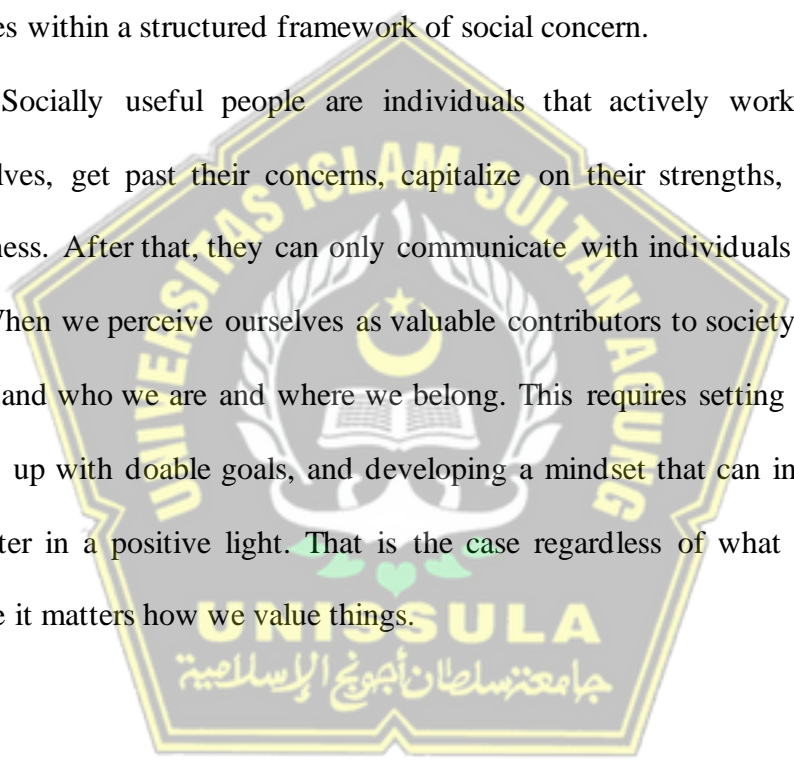 es within a structured framework of social concern.
Socially useful people are individuals that actively work
lves, get past their concerns, capitalize on their strengths,
ness. After that, they can only communicate with individuals
When we perceive ourselves as valuable contributors to society
and who we are and where we belong. This requires setting
up with doable goals, and developing a mindset that can in
ter in a positive light. That is the case regardless of what
e it matters how we value things.
UNIVERSITAS ISLAM SULTAN AGUNG
UNISSULA
جامعة سلطان أجونج الإسلامية